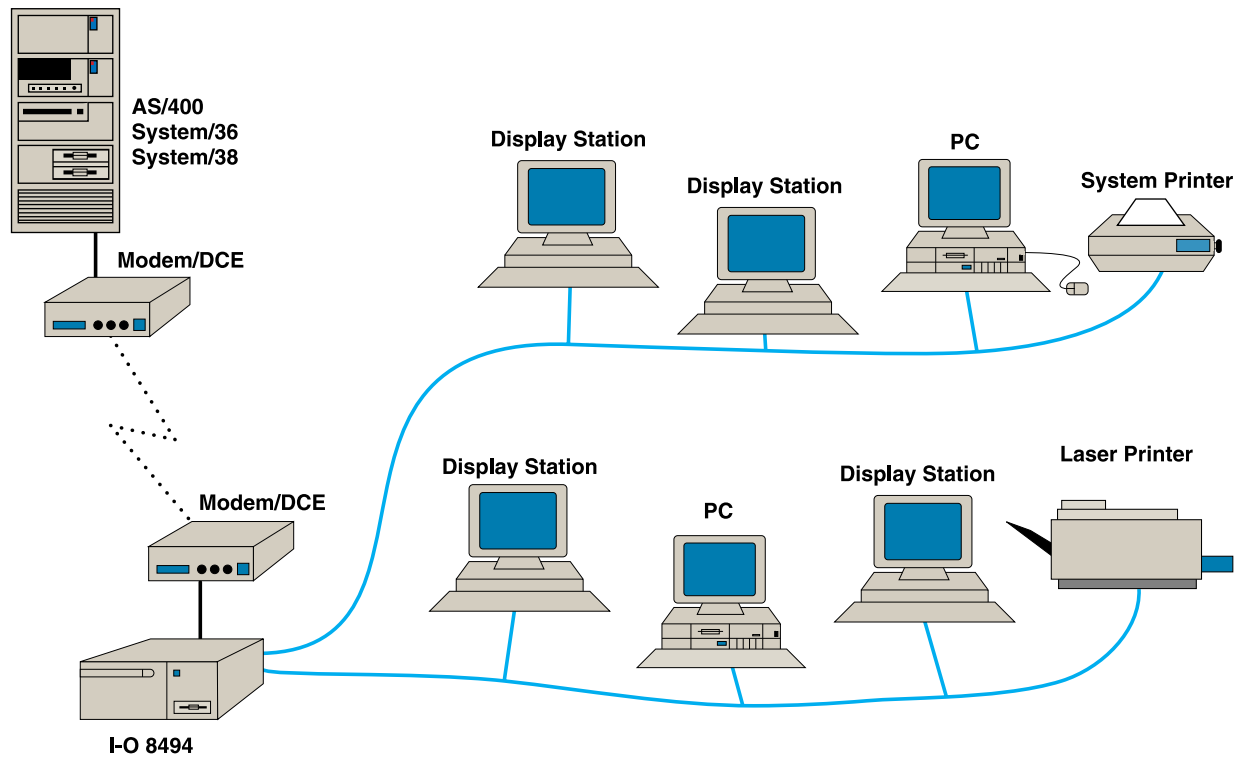 AS/400
System/36
System/38
Modem/DCE
Display Station
Display Station
PC
System Printer
Modem/DCE
Display Station
PC
Display Station
Laser Printer
I-O 8494